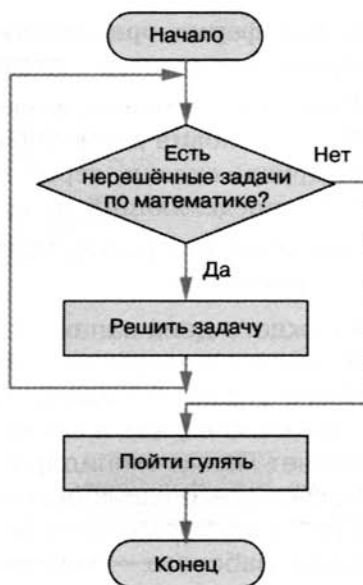 Начало
Есть
нерешённые задачи
по математике?
Нет
Да
Решить задачу
Пойти гулять
Конец